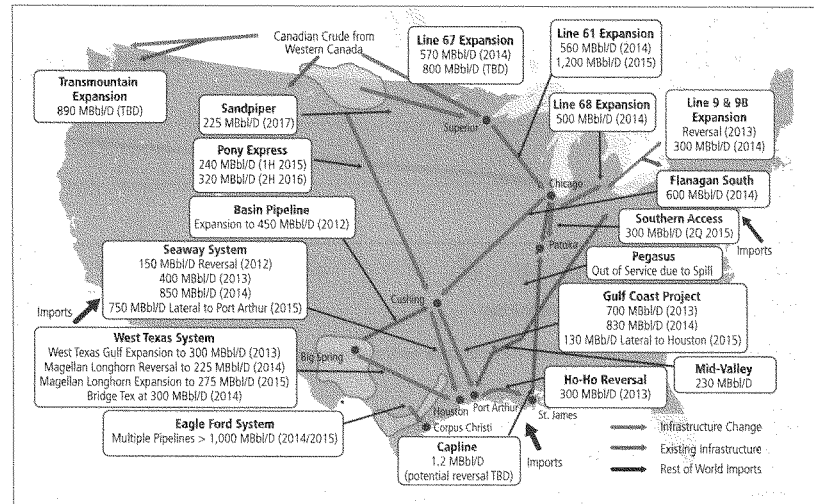 Canadian Crude from
Western Canada
Line 67 Expansion
570 MBbl/D (2014)
800 MBbl/D (TBD)
Line 61 Expansion
560 MBbl/D (2014)
1,200 MBbl/D (2015)
Transmountain
Expansion
890 MBbl/D (TBD)
Sandpiper
225 MBbl/D (2017)
Superior
Line 68 Expansion
500 MBbl/D (2014)
Line 9 & 9B
Expansion
Reversal (2013)
300 MBbl/D (2014)
Pony Express
240 MBbl/D (1H 2015)
320 MBbl/D (2H 2016)
Chicago
Flanagan South
600 MBbl/D (2014)
Basin Pipeline
Expansion to 450 MBbl/D (2012)
Southern Access
300 MBbl/D (2Q 2015)
Patoka
Imports
Seaway System
150 MBbl/D Reversal (2012)
400 MBbl/D (2013)
850 MBbl/D (2014)
750 MBbl/D Lateral to Port Arthur (2015)
Pegasus
Out of Service due to Spill
Cushing
Imports
Gulf Coast Project
700 MBbl/D (2013)
830 MBbl/D (2014)
130 MB/D Lateral to Houston (2015)
West Texas System
West Texas Gulf Expansion to 300 MBbl/D (2013)
Magellan Longhorn Reversal to 225 MBbl/D (2014)
Magellan Longhorn Expansion to 275 MBbl/D (2015)
Bridge Tex at 300 MBbl/D (2014)
Big Spring
Mid-Valley
230 MBbl/D
Ho-Ho Reversal
300 MBbl/D (2013)
Houston
Port Arthur
St. James
Eagle Ford System
Multiple Pipelines > 1,000 MBbl/D (2014/2015)
Corpus Christi
Capline
1.2 MBbl/D
(potential reversal TBD)
Imports
Infrastructure Change
Existing Infrastructure
Rest of World Imports